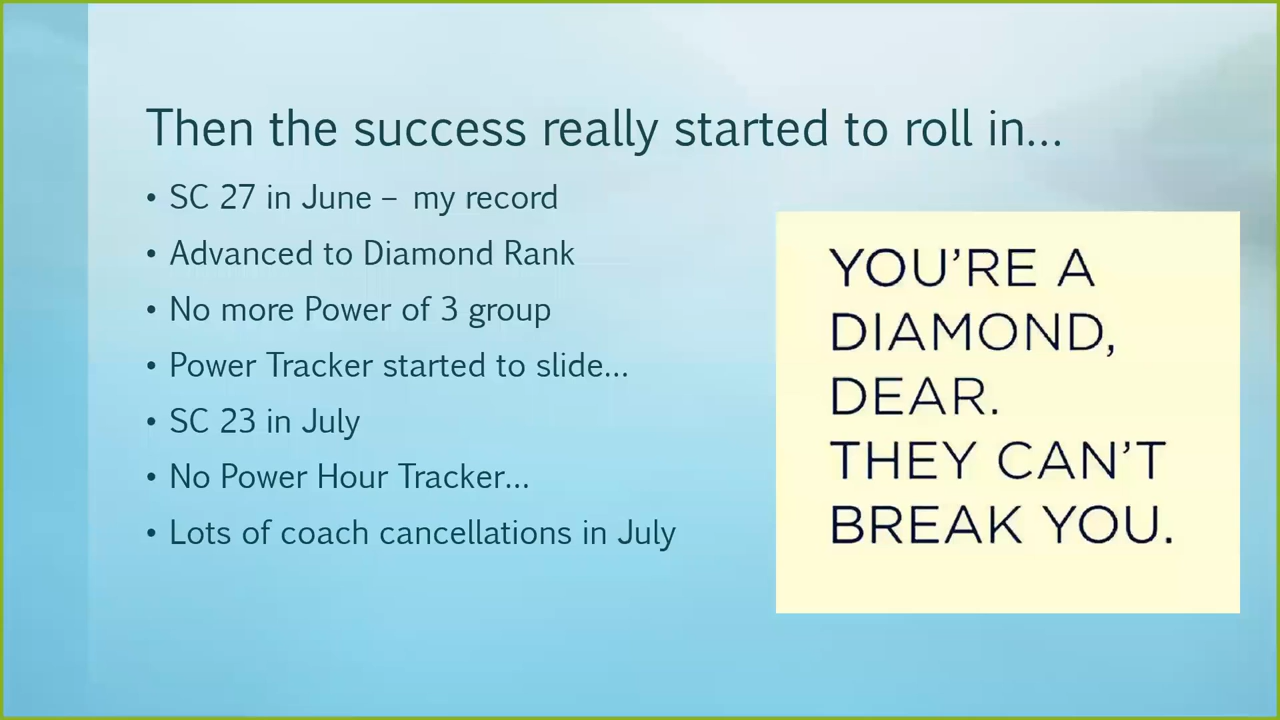 Then the success really started to roll in...
• SC 27 in June – my record
• Advanced to Diamond Rank
• No more Power of 3 group
• Power Tracker started to slide...
• SC 23 in July
• No Power Hour Tracker...
• Lots of coach cancellations in July
YOU'RE A
DIAMOND,
DEAR.
THEY CAN'T
BREAK YOU.